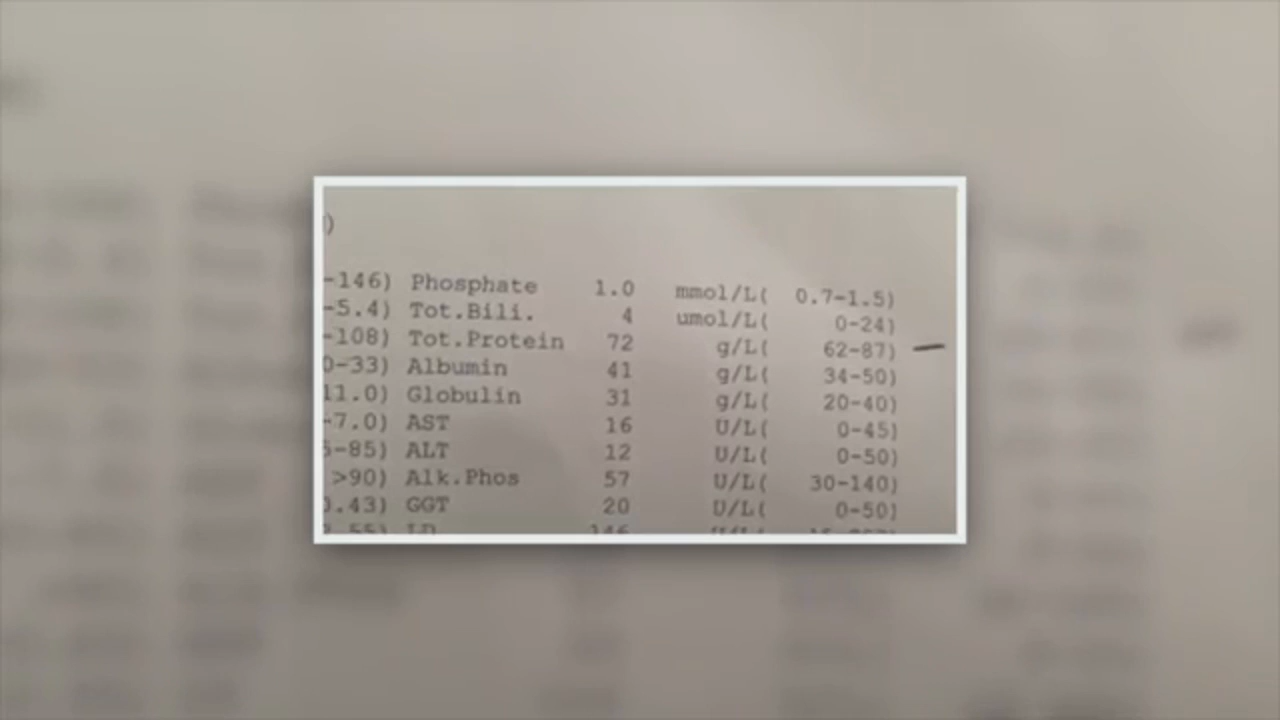 )
-146) Phosphate 1.0 mmol/L( 0.7-1.5)
-5.4) Tot.Bili. 4 umol/L( 0-24)
-108) Tot.Protein 72 g/L( 62-87)
0-33) Albumin 41 g/L( 34-50)
11.0) Globulin 31 g/L( 20-40)
-7.0) AST 16 U/L( 0-45)
-85) ALT 12 U/L( 0-50)
>90) Alk.Phos 57 U/L( 30-140)
.43) GGT 20 U/L( 0-50)
-55) LD 146